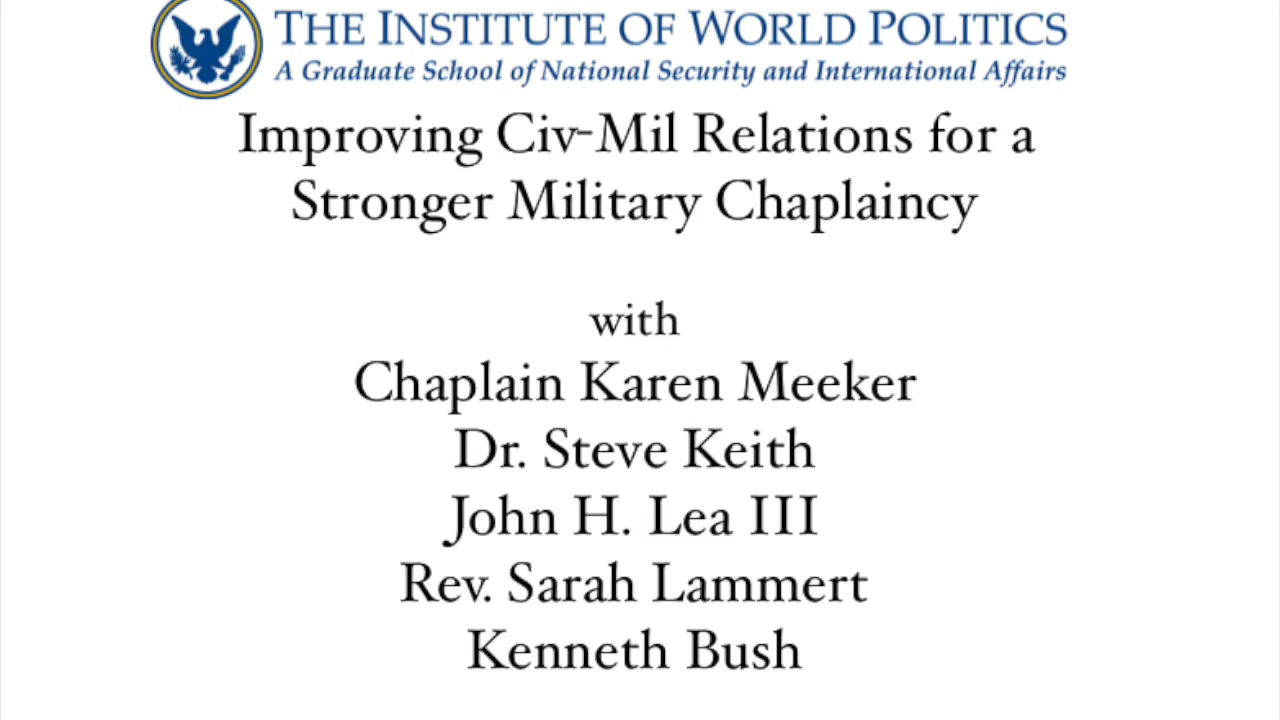 THE INSTITUTE OF WORLD POLITICS
A Graduate School of National Security and International Affairs
Improving Civ-Mil Relations for a
Stronger Military Chaplaincy
with
Chaplain Karen Meeker
Dr. Steve Keith
John H. Lea III
Rev. Sarah Lammert
Kenneth Bush